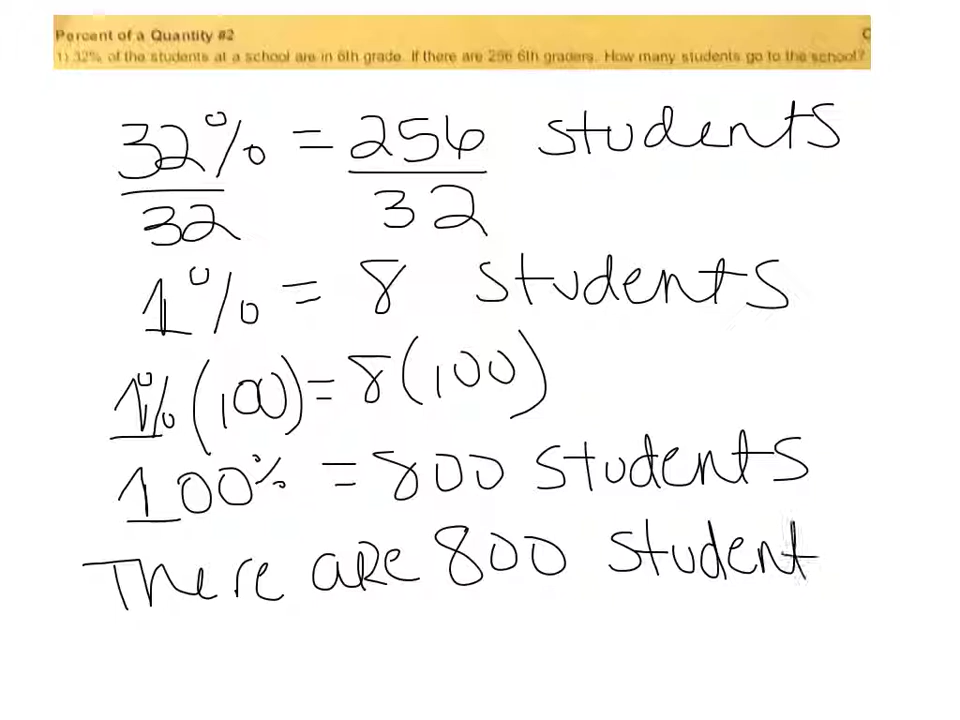 Percent of a Quantity #2
1) 32% of the students at a school are in 6th grade. If there are 256 6th graders. How many students go to the school?
32% = 256 students
32 32
1% = 8 students
1% (100) = 8(100)
100% = 800 students
There are 800 student